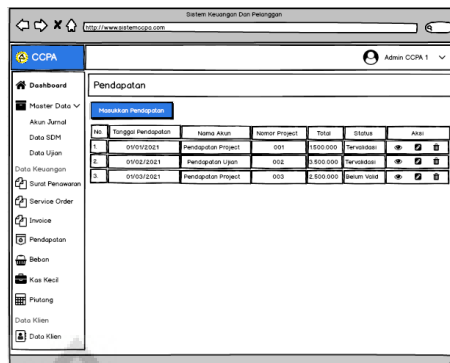 Sistem Keuangan Dan Pelanggan
http://www.sistemccpa.com
CCPA
Admin CCPA 1
Dashboard
Master Data
Akun Jurnal
Data SDM
Data Ujian
Data Keuangan
Surat Penawaran
Service Order
Invoice
Pendapatan
Beban
Kas Kecil
Piutang
Data Klien
Data Klien
Pendapatan
Masukkan Pendapatan
No. Tanggal Pendapatan Nama Akun Nomor Project Total Status Aksi
1. 01/01/2021 Pendapatan Project 001 1.500.000 Tervalidasi
2. 01/02/2021 Pendapatan Ujian 002 3.500.000 Tervalidasi
3. 01/03/2021 Pendapatan Project 003 2.500.000 Belum Valid